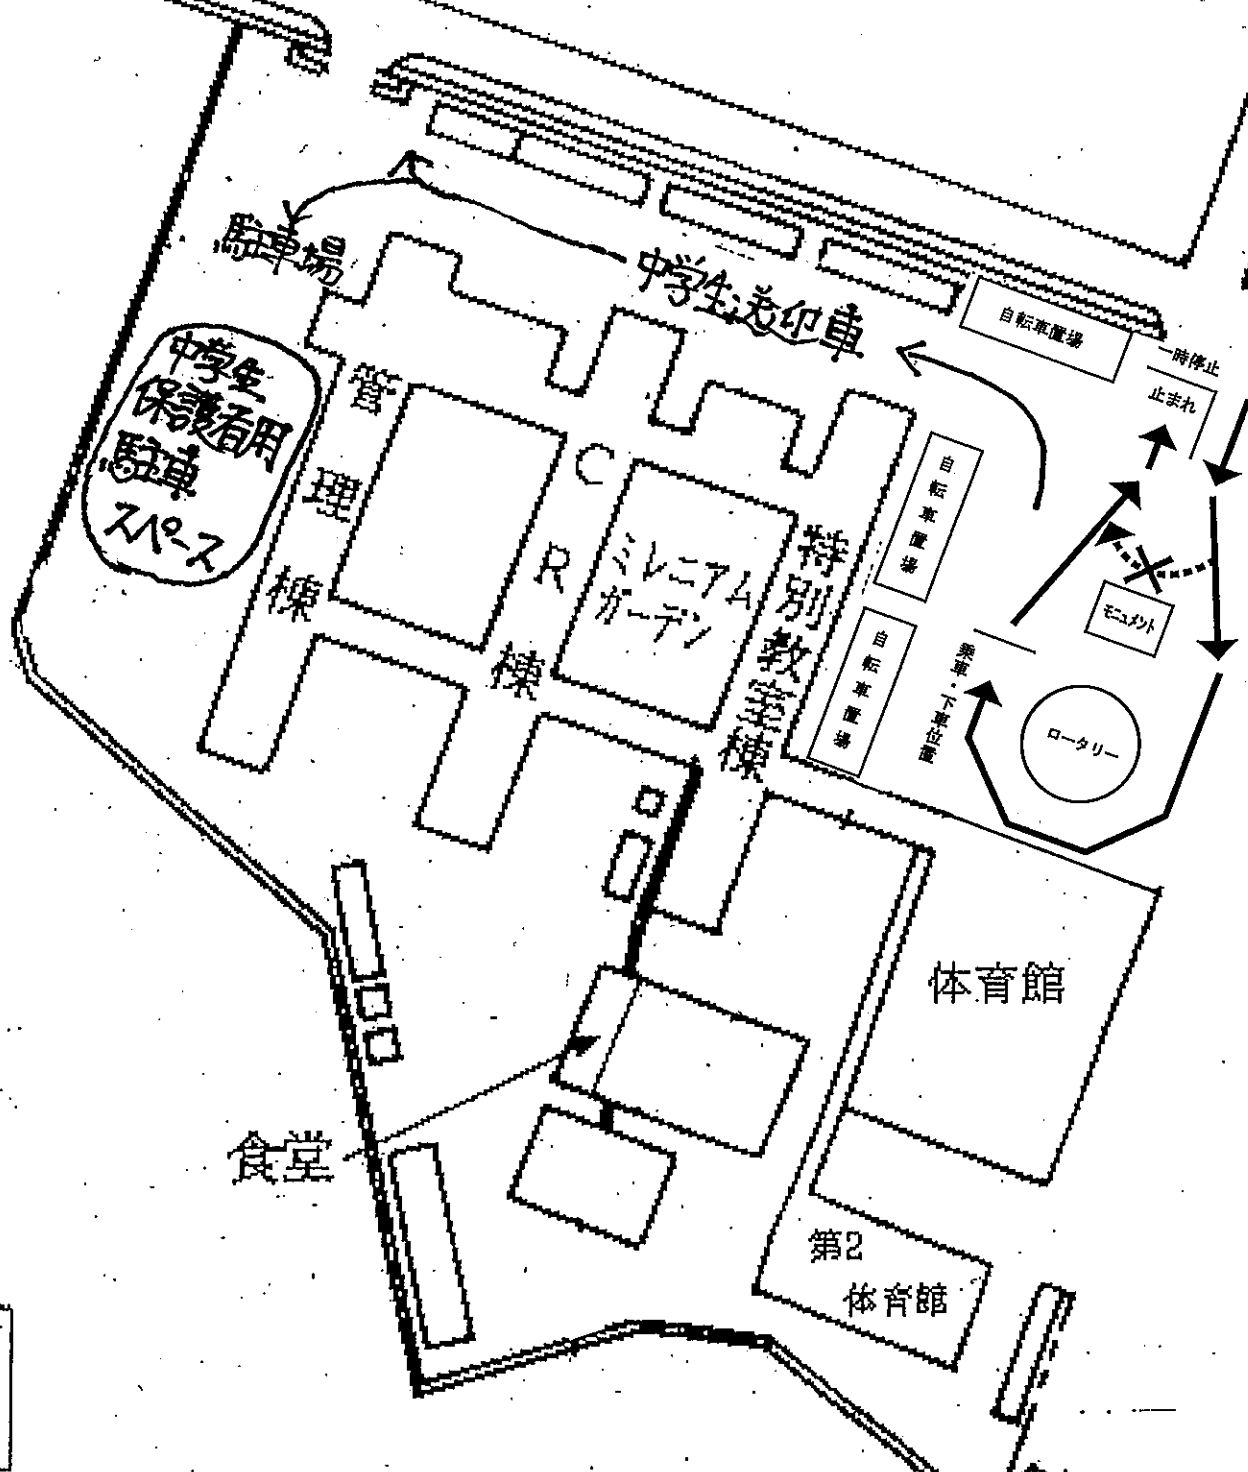 駐車場
中学生送迎車
自転車置場
一時停止
止まれ
中学生
保護者用
駐車
スペース
管理棟
CR棟
ミレニアム
ガーデン
特別教室棟
自転車置場
自転車置場
モニュメント
乗車・下車位置
ロータリー
体育館
食堂
第2
体育館